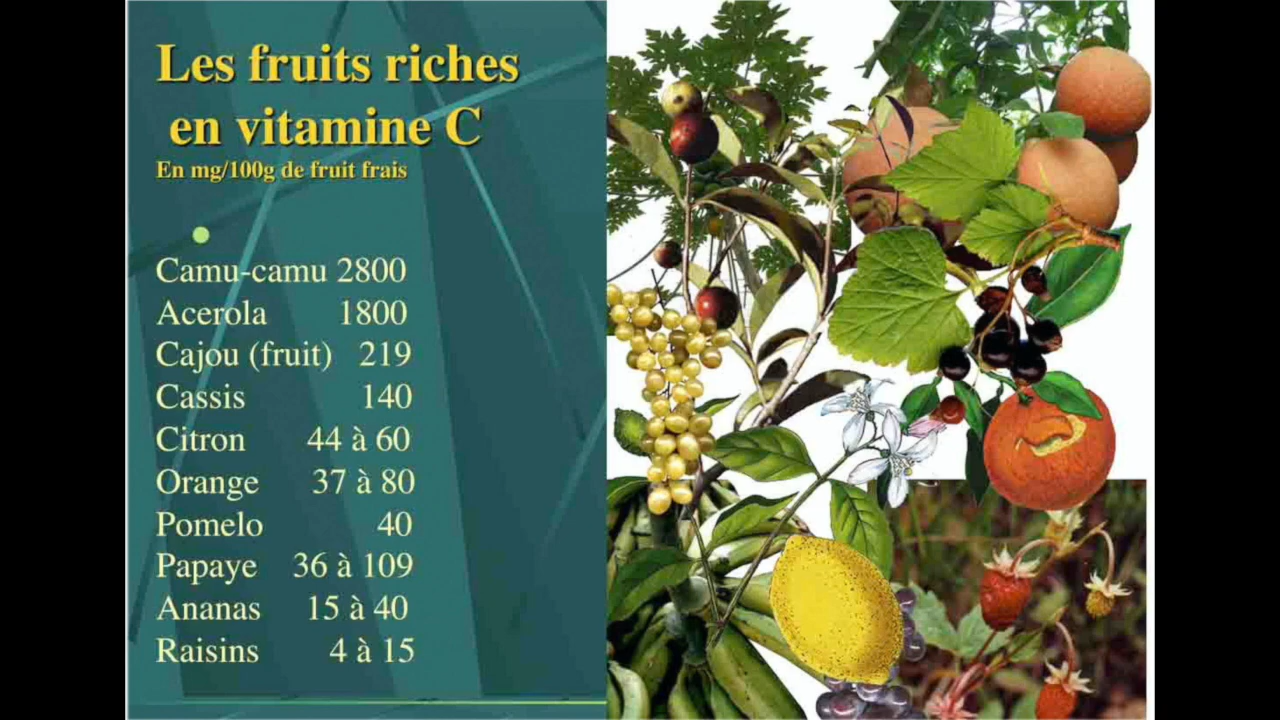 Les fruits riches
en vitamine C
En mg/100g de fruit frais
Camu-camu 2800
Acerola 1800
Cajou (fruit) 219
Cassis 140
Citron 44 à 60
Orange 37 à 80
Pomelo 40
Papaye 36 à 109
Ananas 15 à 40
Raisins 4 à 15